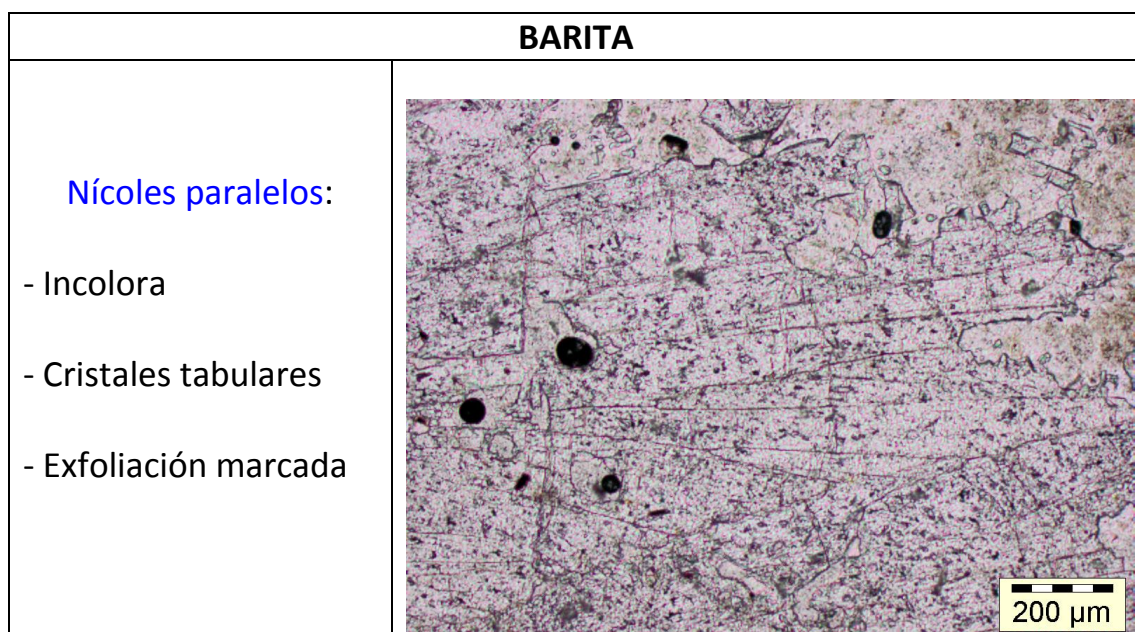 BARITA
Nícoles paralelos:
- Incolora
- Cristales tabulares
- Exfoliación marcada
200 µm